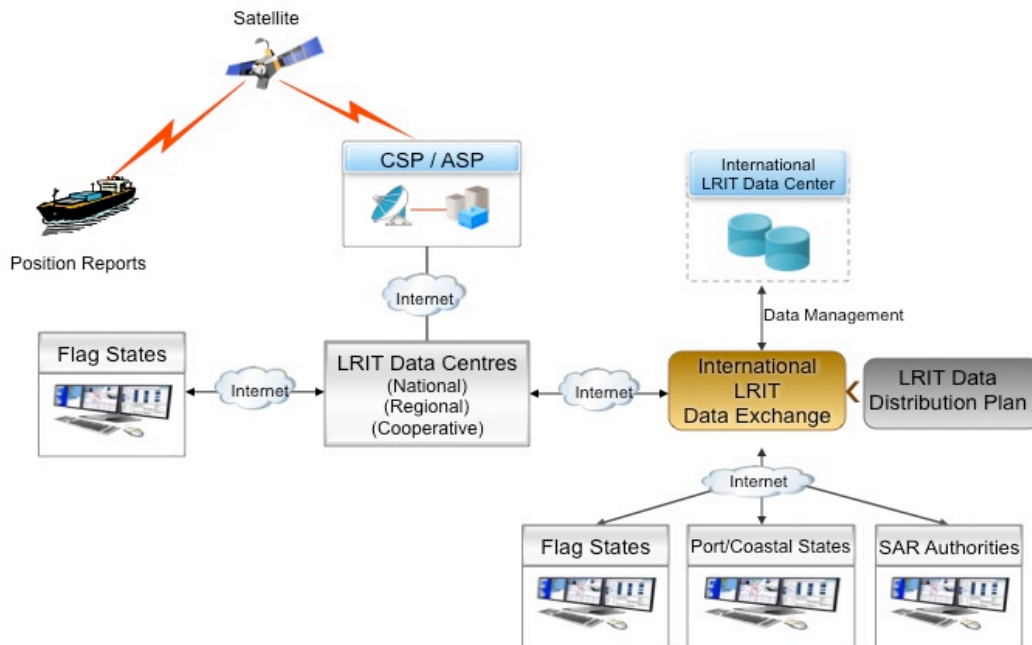 Satellite
CSP / ASP
International
LRIT Data Center
Position Reports
Internet
Data Management
Flag States
Internet
LRIT Data Centres
(National)
(Regional)
(Cooperative)
Internet
International
LRIT
Data Exchange
LRIT Data
Distribution Plan
Internet
Flag States
Port/Coastal States
SAR Authorities